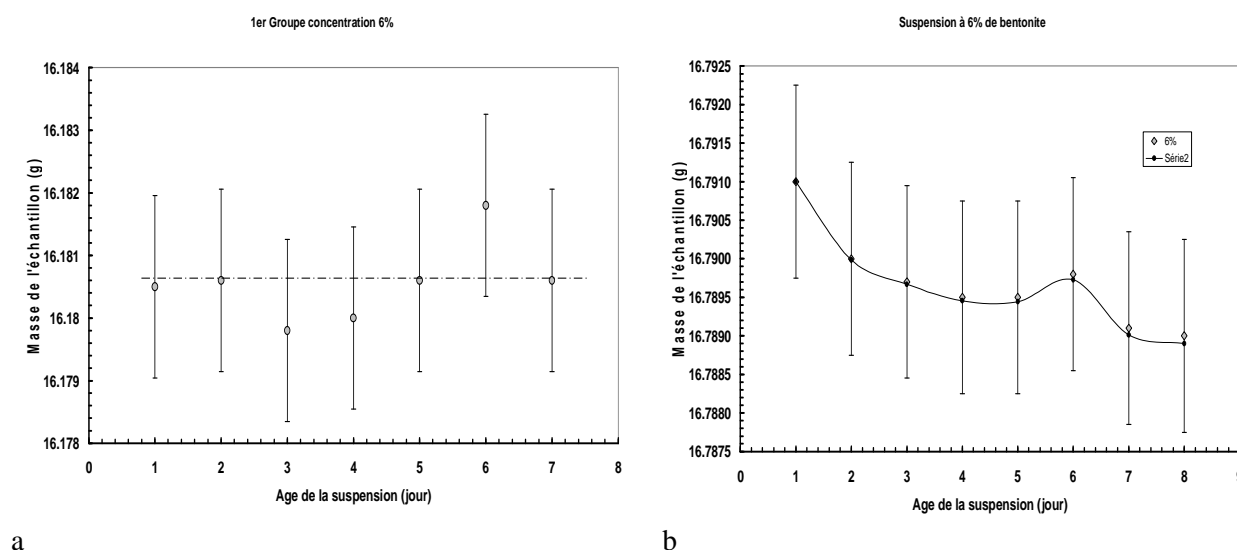 1er Groupe concentration 6%
16.184
16.183
16.182
16.181
16.18
16.179
16.178
Masse de l'échantillon (g)
0 1 2 3 4 5 6 7 8
Age de la suspension (jour)
a
Suspension à 6% de bentonite
16.7925
16.7920
16.7915
16.7910
16.7905
16.7900
16.7895
16.7890
16.7885
16.7880
16.7875
Masse de l'échantillon (g)
6%
Série2
0 1 2 3 4 5 6 7 8 9
Age de la suspension (jour)
b